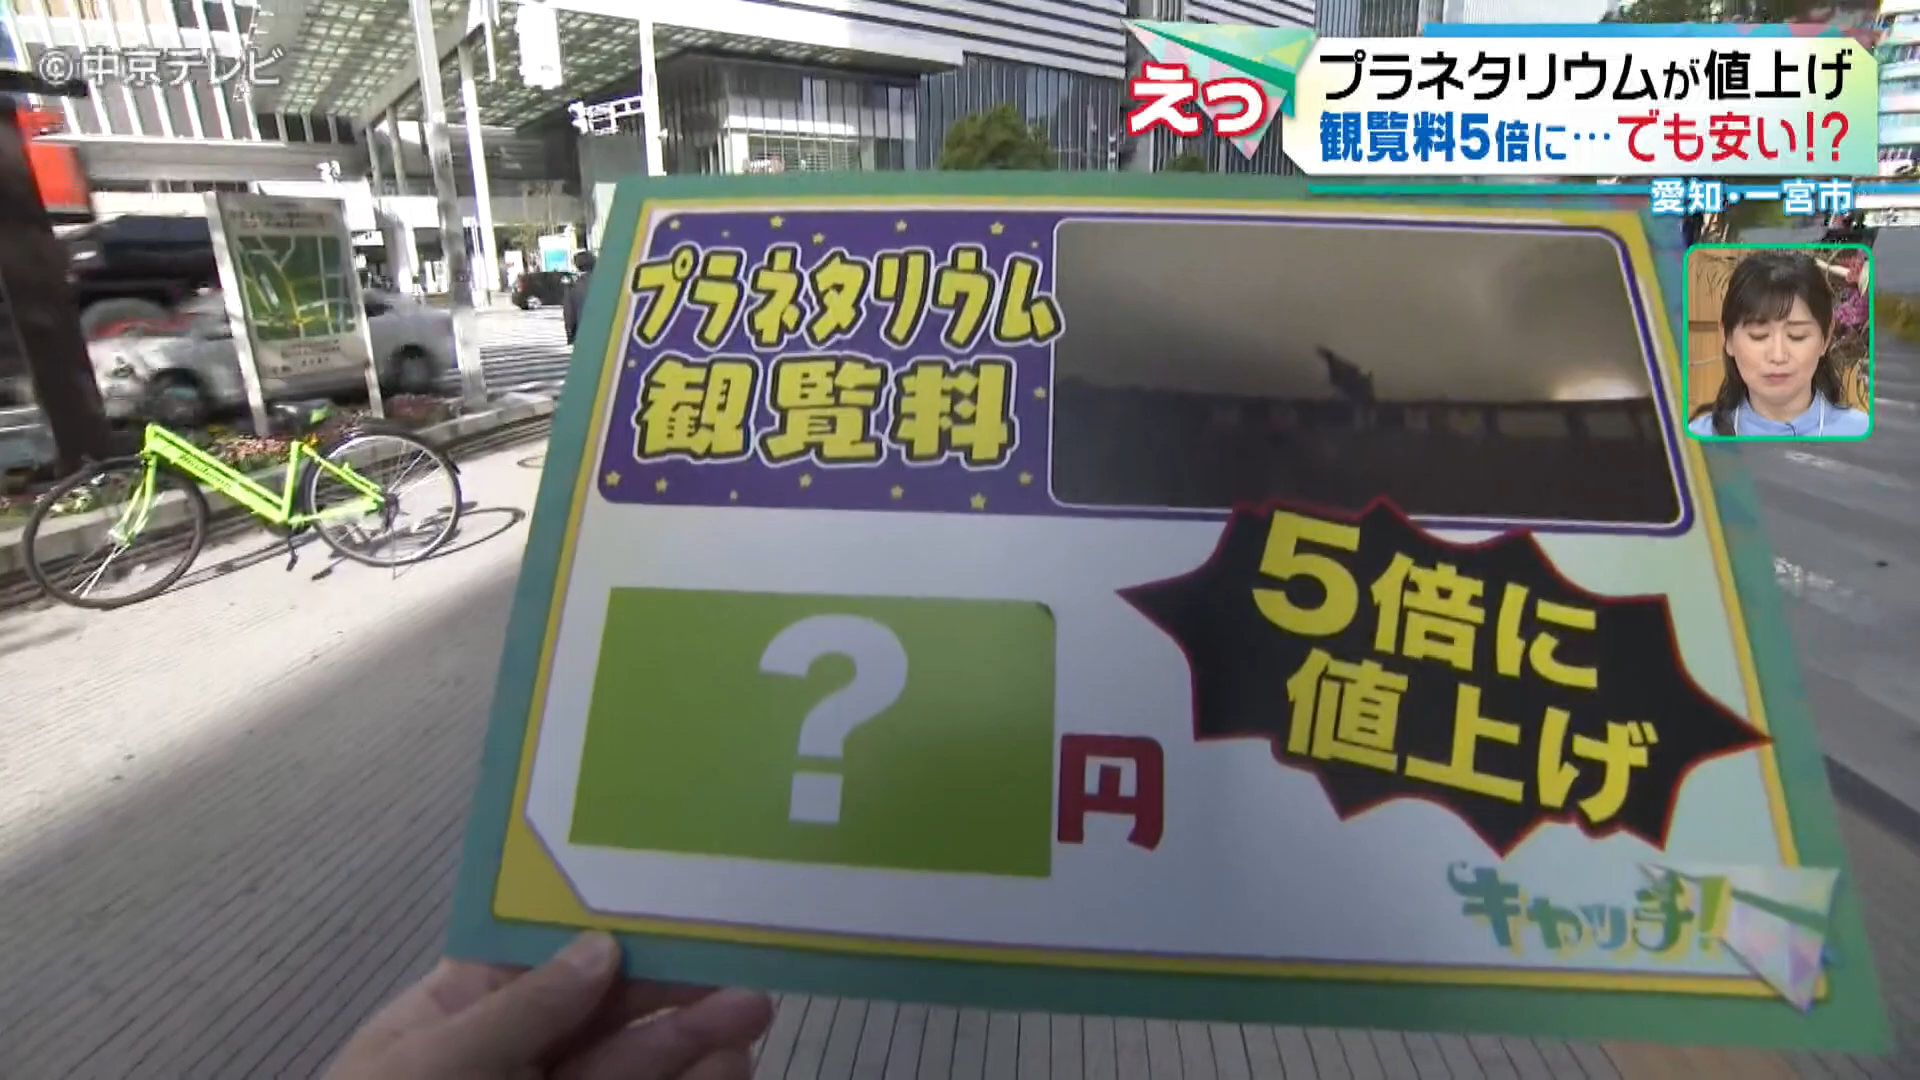 ©中京テレビ
えっ
プラネタリウムが値上げ
観覧料5倍に…でも安い!?
愛知・一宮市
プラネタリウム
観覧料
5倍に
値上げ
?
円
キャッチ!